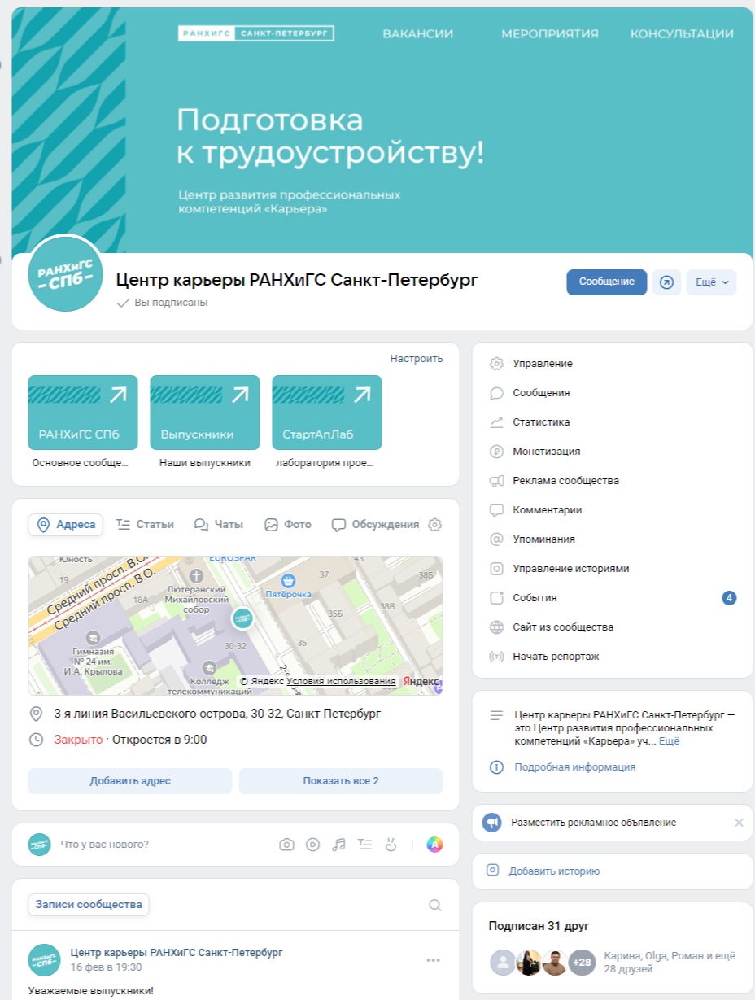 РАНХИГС САНКТ-ПЕТЕРБУРГ
ВАКАНСИИ
МЕРОПРИЯТИЯ
КОНСУЛЬТАЦИИ
Подготовка
к трудоустройству!
Центр развития профессиональных
компетенций «Карьера»
РАНХиГС
–СПб–
Центр карьеры РАНХиГС Санкт-Петербург
Вы подписаны
Сообщение
Ещё
Настроить
РАНХиГС СПб
Выпускники
СтартАпЛаб
Основное сообще...
Наши выпускники
лаборатория прое...
Адреса
Статьи
Чаты
Фото
Обсуждения
Юность
EUROSPAR
43
19
Средний просп. В.О.
Средний просп. В.О.
18А
Лютеранский
Михайловский
собор
37
38Б
Пятёрочка
35Б
38В
Гимназия
№ 24 им.
И.А. Крылова
30-32
35
Колледж
телекоммуникаций
© Яндекс Условия использования
Яндекс
3-я линия Васильевского острова, 30-32, Санкт-Петербург
Закрыто · Откроется в 9:00
Добавить адрес
Показать все 2
Что у вас нового?
Записи сообщества
Центр карьеры РАНХиГС Санкт-Петербург
16 фев в 19:30
Уважаемые выпускники!
Управление
Сообщения
Статистика
Монетизация
Реклама сообщества
Комментарии
Упоминания
Управление историями
События
4
Сайт из сообщества
Начать репортаж
Центр карьеры РАНХиГС Санкт-Петербург —
это Центр развития профессиональных
компетенций «Карьера» уч... Ещё
Подробная информация
Разместить рекламное объявление
Добавить историю
Подписан 31 друг
+28
Карина, Olga, Роман и ещё
28 друзей